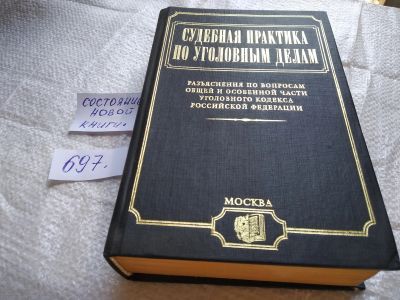 СУДЕБНАЯ ПРАКТИКА
ПО УГОЛОВНЫМ ДЕЛАМ
РАЗЪЯСНЕНИЯ ПО ВОПРОСАМ
ОБЩЕЙ И ОСОБЕННОЙ ЧАСТИ
УГОЛОВНОГО КОДЕКСА
РОССИЙСКОЙ ФЕДЕРАЦИИ
МОСКВА
СОСТОЯНИЕ
НОВОЙ
КНИГИ.
697.